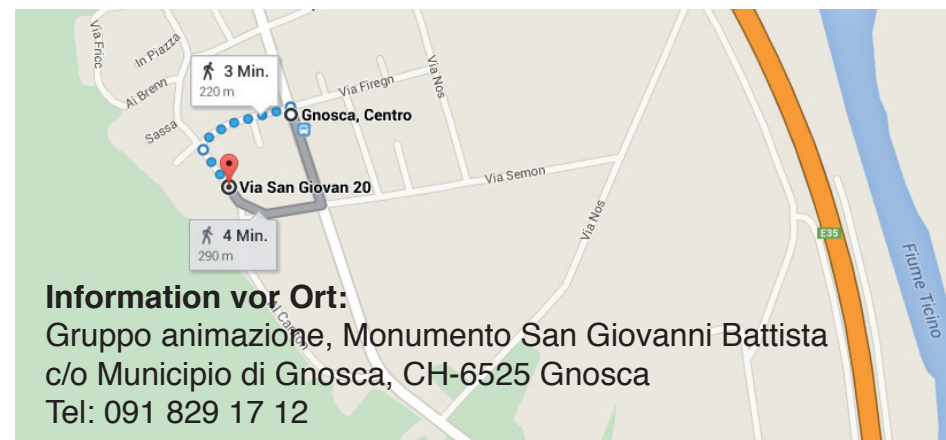 Via Fricc
In Piazza
Ai Brenn
Sassa
3 Min.
220 m
Via Firegn
Via Nos
Gnosca, Centro
Via San Giovan 20
Via Semon
Via Nos
4 Min.
290 m
E35
Fiume Ticino
Information vor Ort:
Gruppo animazione, Monumento San Giovanni Battista
c/o Municipio di Gnosca, CH-6525 Gnosca
Tel: 091 829 17 12